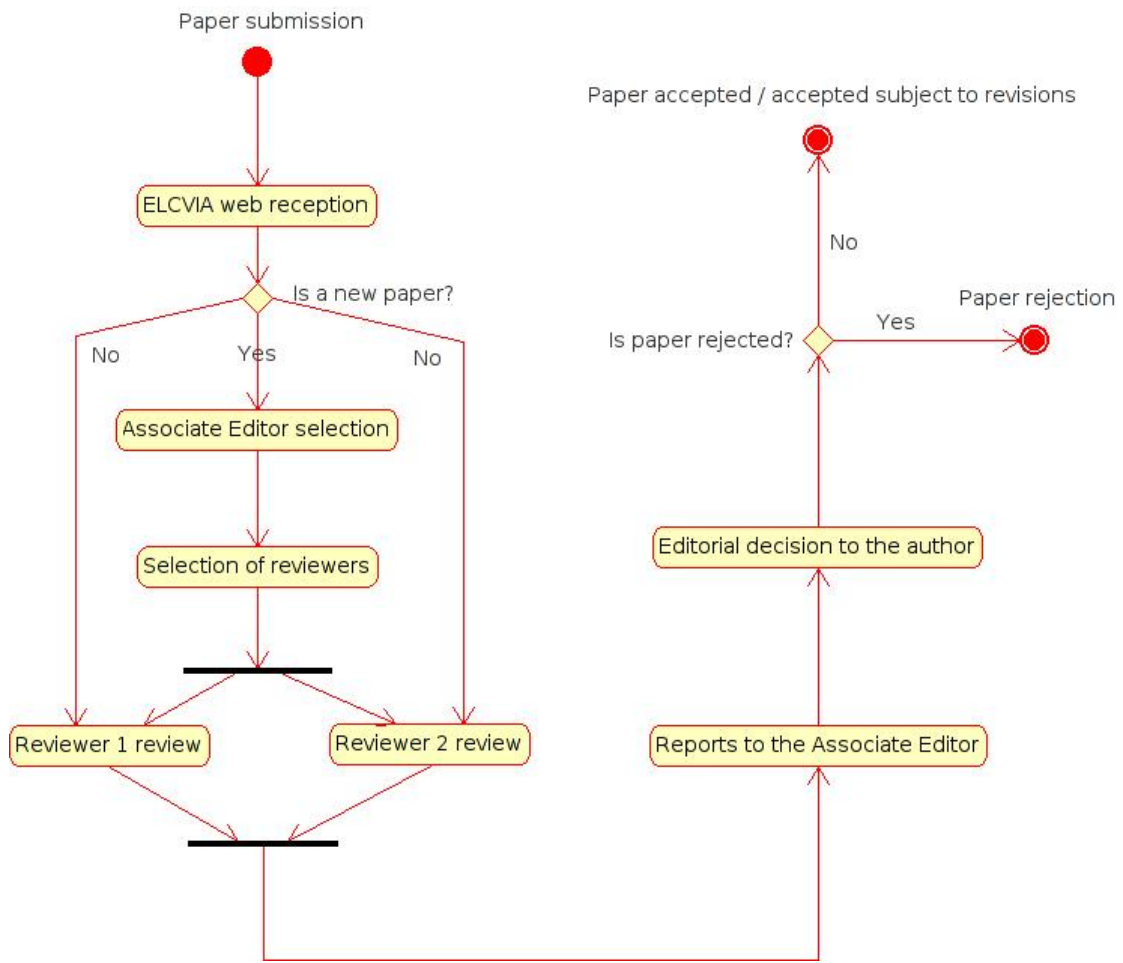 Paper submission
ELCVIA web reception
Is a new paper?
No
Yes
No
Associate Editor selection
Selection of reviewers
Reviewer 1 review
Reviewer 2 review
Reports to the Associate Editor
Editorial decision to the author
Is paper rejected?
Yes
Paper rejection
No
Paper accepted / accepted subject to revisions